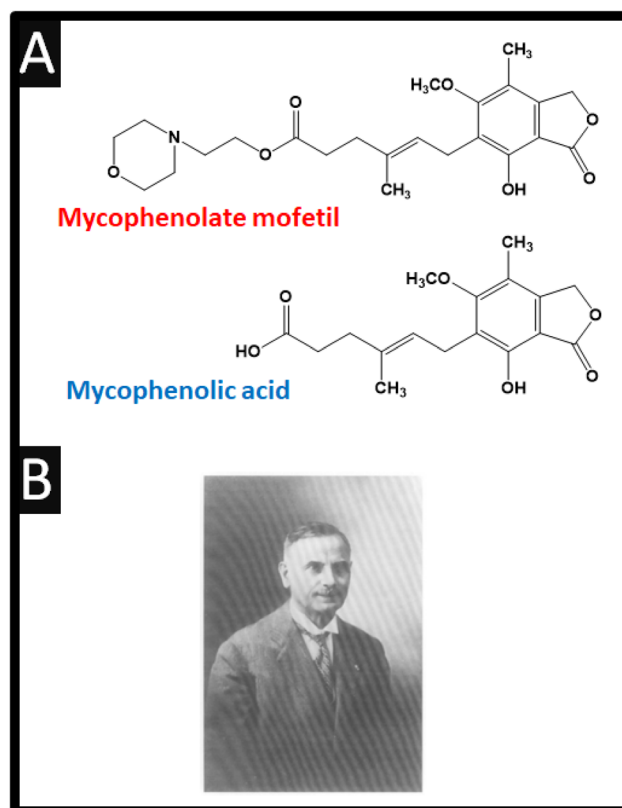 A
CH₃
H₃CO
O
O
N
O
O
CH₃
OH
O
Mycophenolate mofetil
CH₃
H₃CO
O
O
HO
CH₃
OH
O
Mycophenolic acid
B